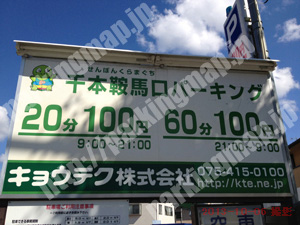 せんぼんくらまぐち
千本鞍馬口パーキング
20分100円 60分100円
9:00~21:00 21:00~9:00
キョウテク株式会社 075-415-0100
http://kte.ne.jp
P
空車